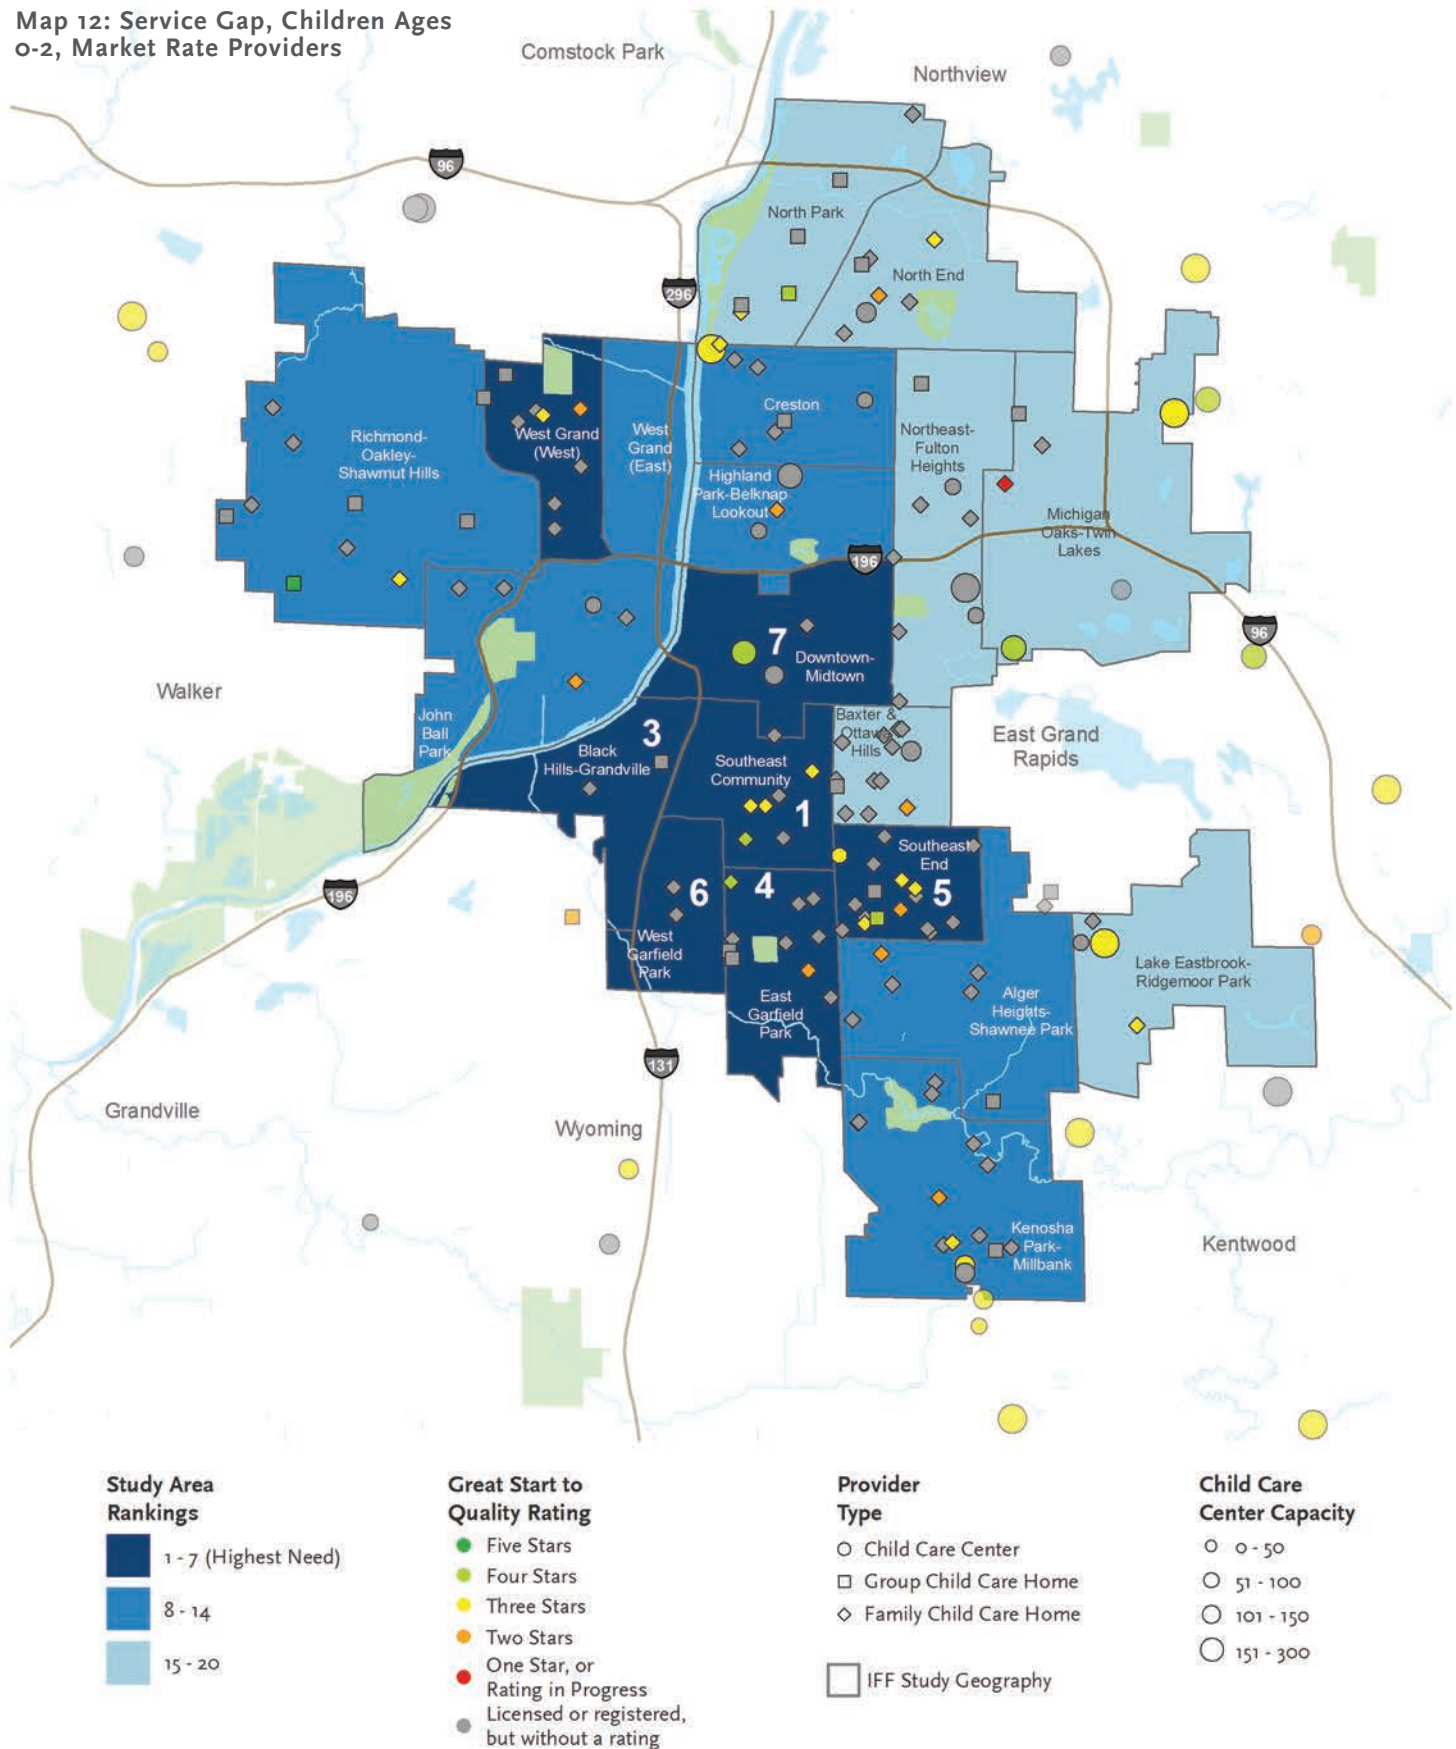 Map 12: Service Gap, Children Ages
0-2, Market Rate Providers
Comstock Park
Northview
96
North Park
North End
296
Creston
West Grand
(West)
West
Grand
(East)
Richmond-
Oakley-
Shawmut Hills
Northeast-
Fulton
Heights
Highland
Park-Belknap
Lookout
Michigan
Oaks-Twin
Lakes
196
96
7
Downtown-
Midtown
Walker
John
Ball
Park
3
Black
Hills-Grandville
Southeast
Community
1
Baxter &
Ottawa
Hills
East Grand
Rapids
Southeast
End
5
196
6
4
West
Garfield
Park
East
Garfield
Park
Alger
Heights-
Shawnee Park
Lake Eastbrook-
Ridgemoor Park
131
Grandville
Wyoming
Kenosha
Park-
Millbank
Kentwood
Study Area
Rankings
1 - 7 (Highest Need)
8 - 14
15 - 20
Great Start to
Quality Rating
Five Stars
Four Stars
Three Stars
Two Stars
One Star, or
Rating in Progress
Licensed or registered,
but without a rating
Provider
Type
Child Care Center
Group Child Care Home
Family Child Care Home
IFF Study Geography
Child Care
Center Capacity
0 - 50
51 - 100
101 - 150
151 - 300